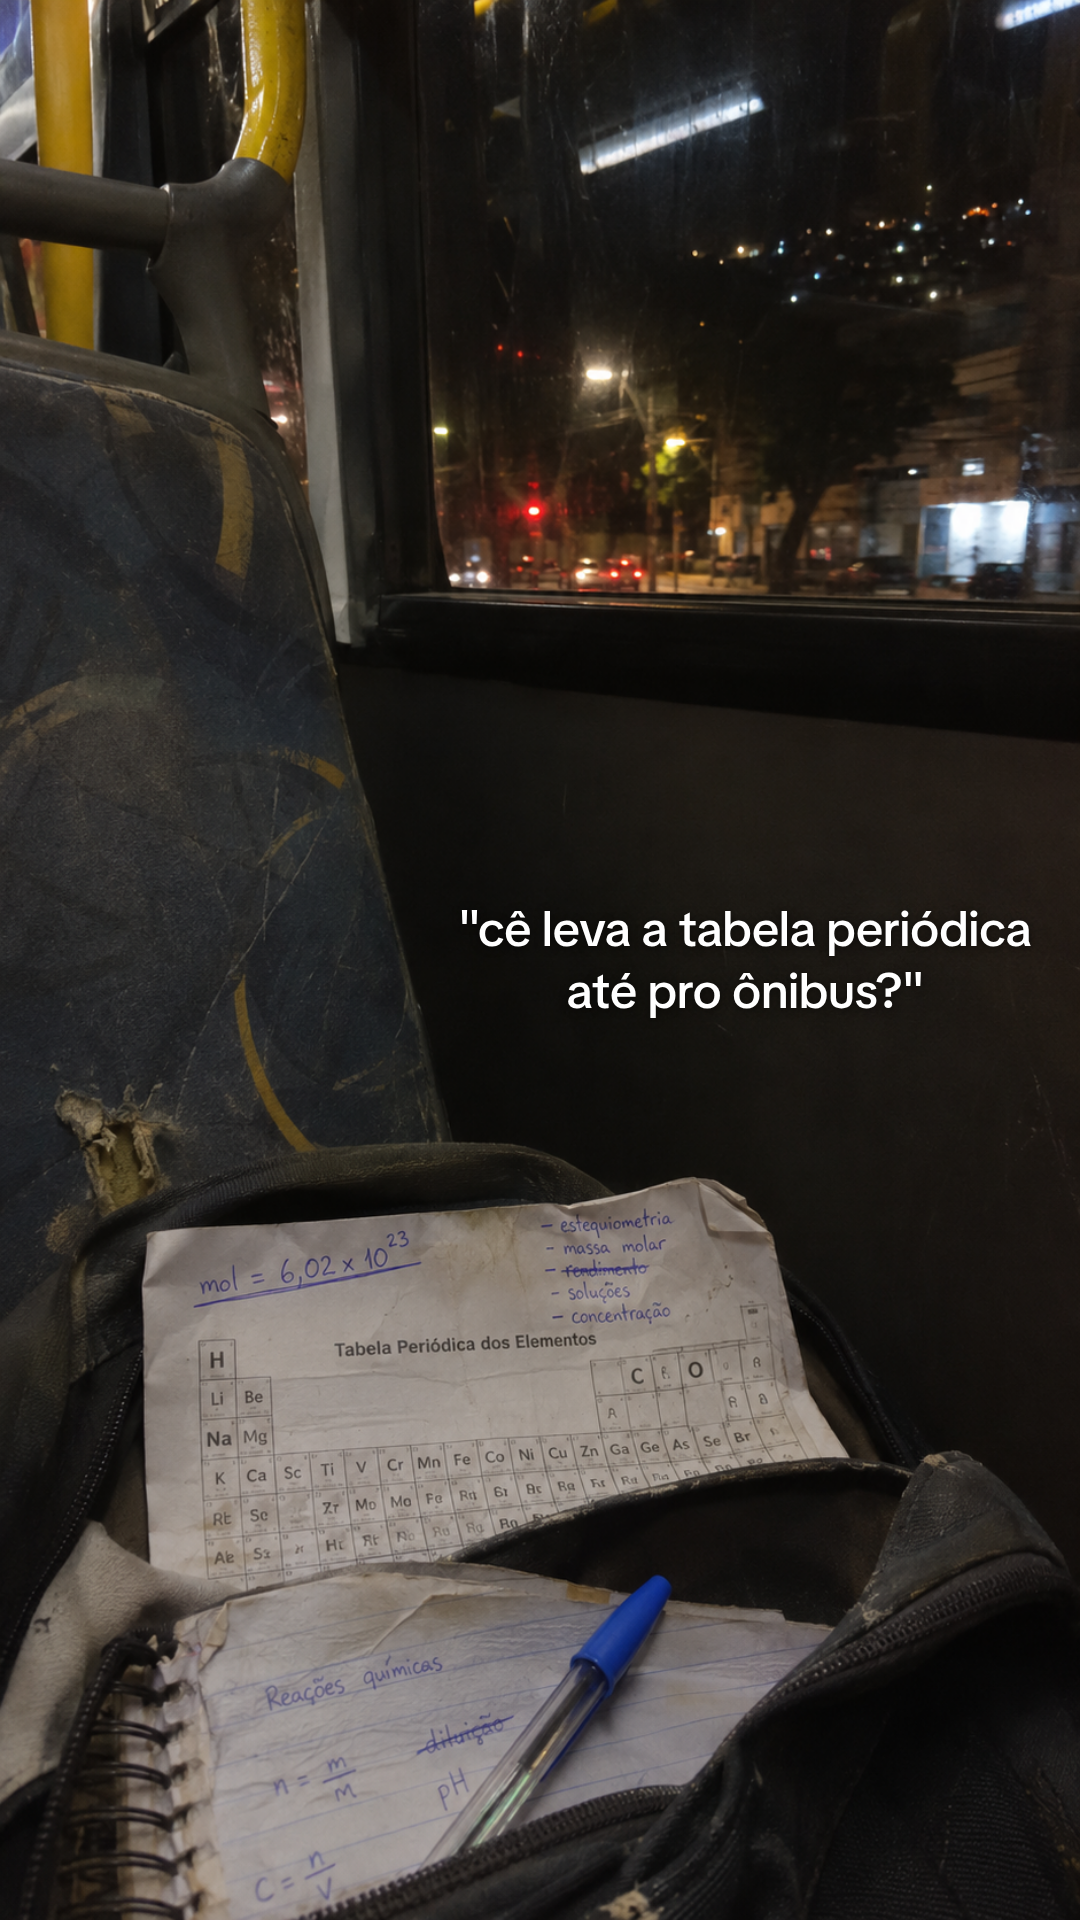 "cê leva a tabela periódica
até pro ônibus?"
mol = 6,02 x 10²³
- estequiometria
- massa molar
- rendimento
- soluções
- concentração
Tabela Periódica dos Elementos
H
C O
Li Be
Na Mg
K Ca Sc Ti V Cr Mn Fe Co Ni Cu Zn Ga Ge As Se Br
Reações químicas
diluição
n = m/M
pH
C = n/V